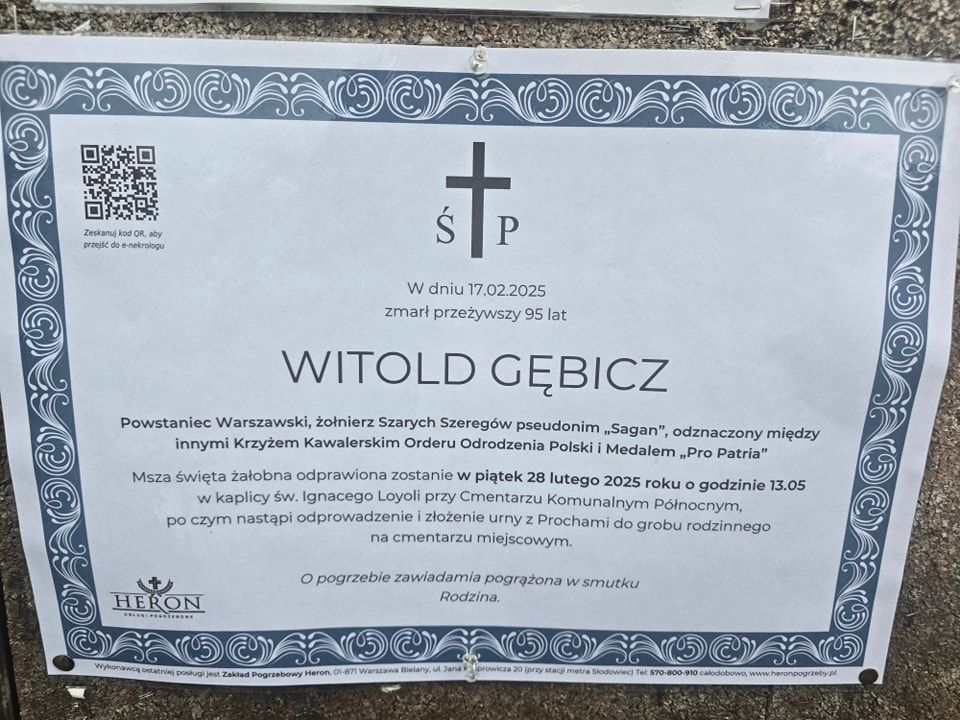 Zeskanuj kod QR, aby
przejść do e-nekrologu
Ś P
W dniu 17.02.2025
zmarł przeżywszy 95 lat
WITOLD GĘBICZ
Powstaniec Warszawski, żołnierz Szarych Szeregów pseudonim „Sagan”, odznaczony między
innymi Krzyżem Kawalerskim Orderu Odrodzenia Polski i Medalem „Pro Patria”
Msza święta żałobna odprawiona zostanie w piątek 28 lutego 2025 roku o godzinie 13.05
w kaplicy św. Ignacego Loyoli przy Cmentarzu Komunalnym Północnym,
po czym nastąpi odprowadzenie i złożenie urny z Prochami do grobu rodzinnego
na cmentarzu miejscowym.
O pogrzebie zawiadamia pogrążona w smutku
Rodzina.
HERON
USŁUGI POGRZEBOWE
Wykonawcą ostatniej posługi jest Zakład Pogrzebowy Heron, 01-871 Warszawa Bielany, ul. Jana 20 (przy stacji metra Słodowiec) Tel: 570-800-910 całodobowo, www.heronpogrzeby.pl